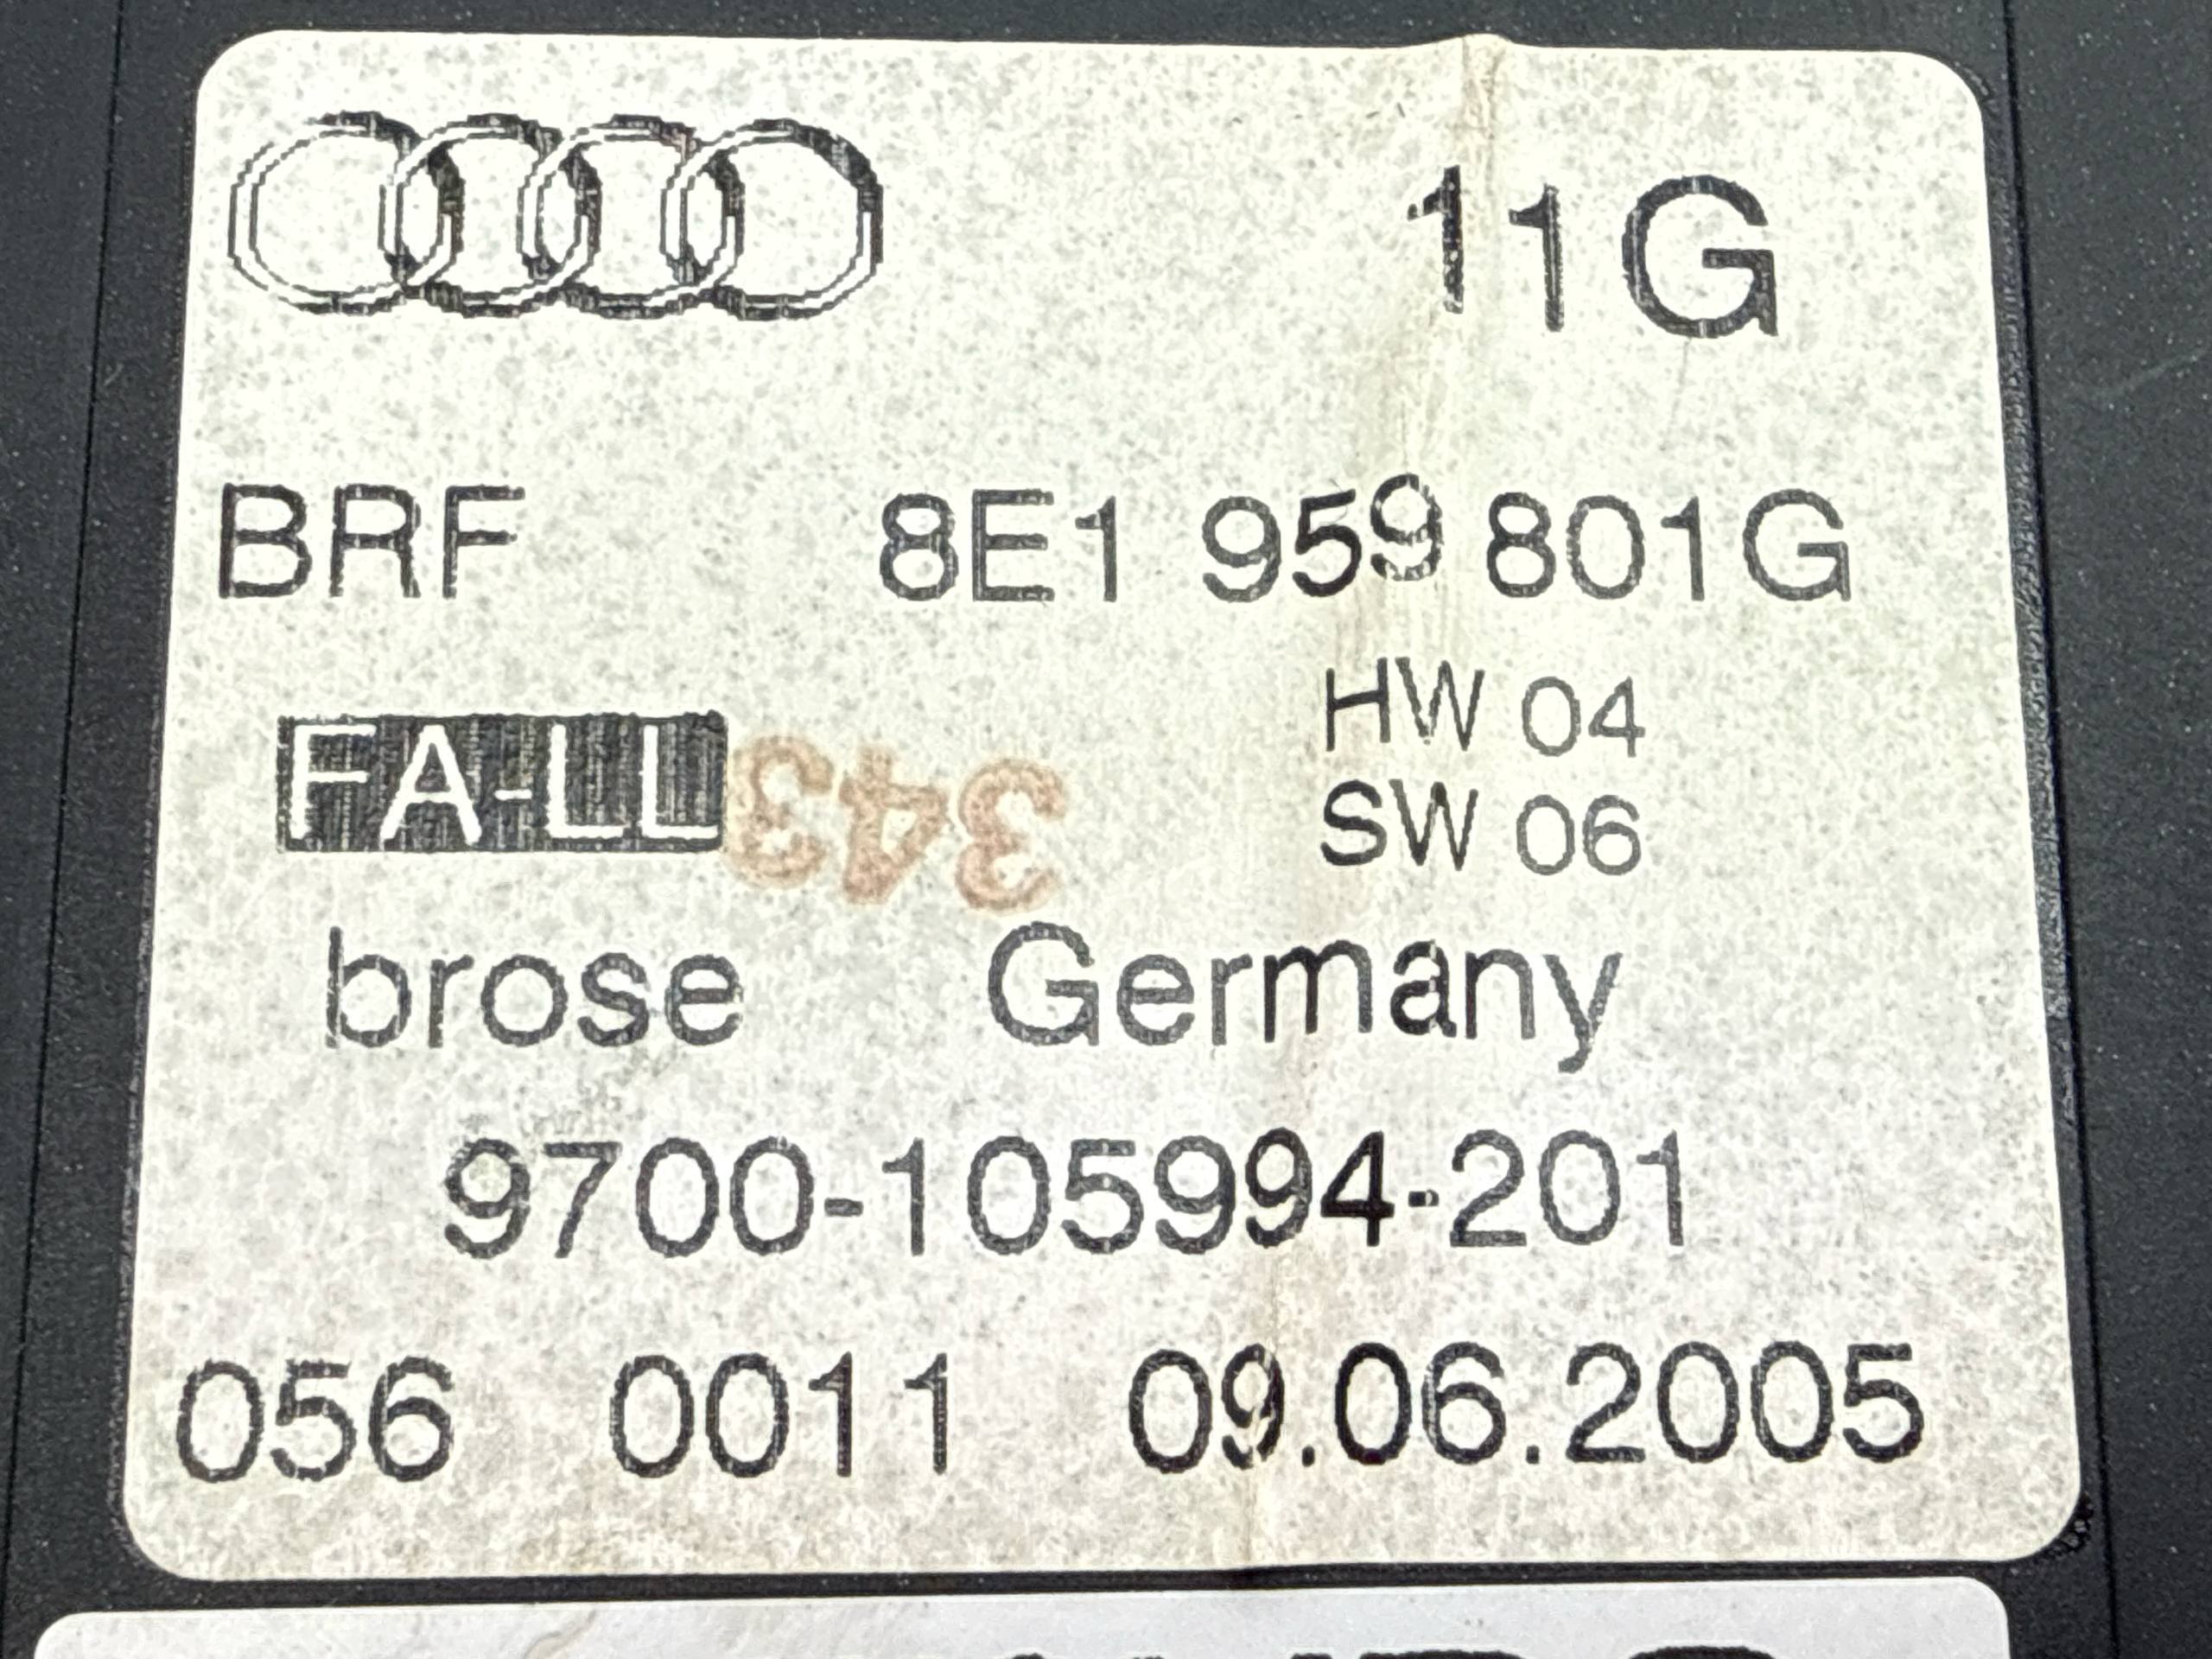 11G
BRF 8E1 959 801G
HW 04
FA-LL 343
SW 06
brose Germany
9700-105994-201
056 0011 09.06.2005